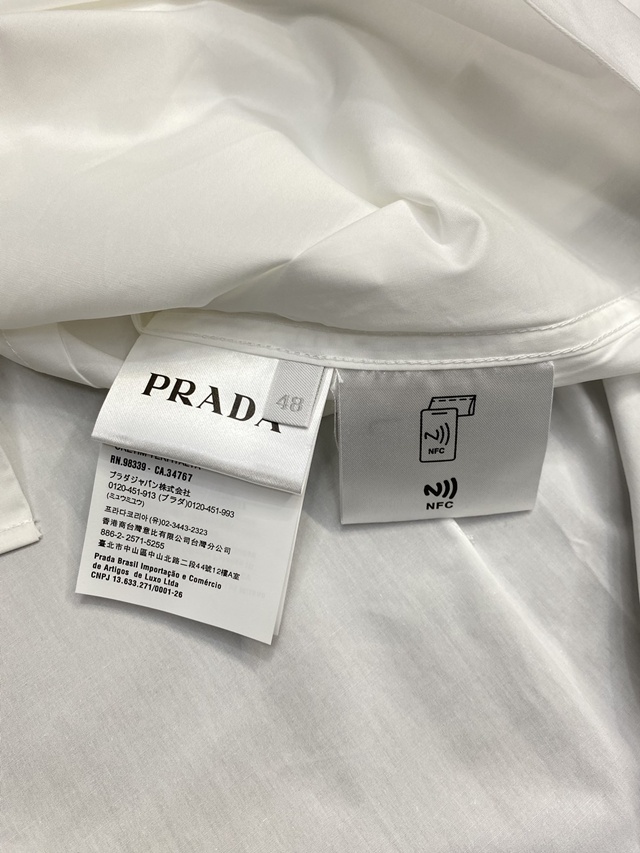 PRADA
48
RN.98339 - CA.34767
プラダジャパン株式会社
0120-451-913 (プラダ)0120-451-993
(ミュウミュウ)
프라다코리아(유)02-3443-2323
香港商台灣意比有限公司台灣分公司
886-2-2571-5255
臺北市中山區中山北路二段44號12樓A室
Prada Brasil Importação e Comércio
de Artigos de Luxo Ltda
CNPJ 13.633.271/0001-26
NFC
NFC